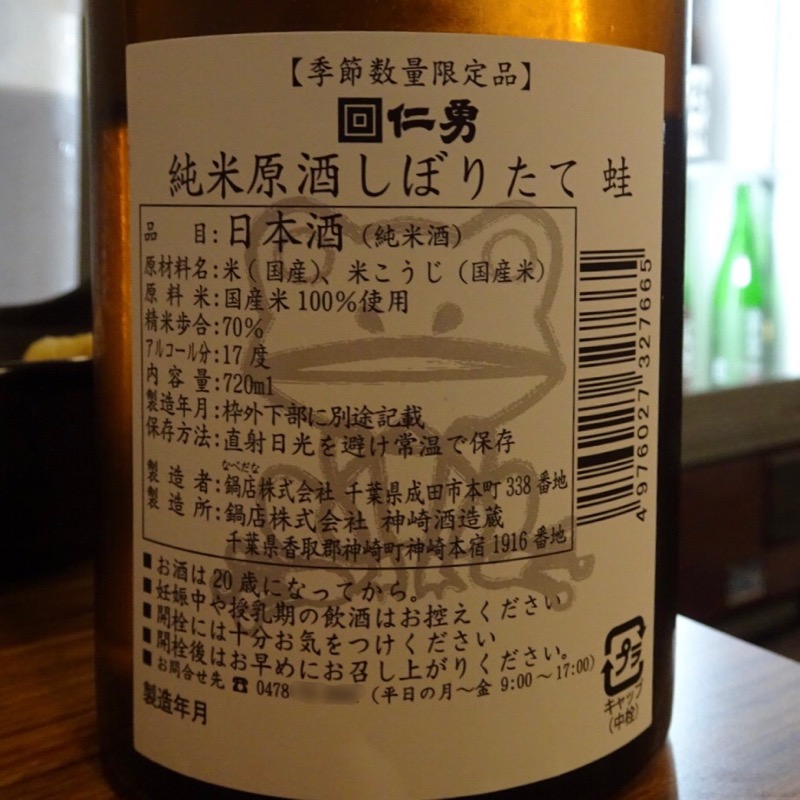 【季節数量限定品】
仁勇
純米原酒しぼりたて 蛙
品目:日本酒(純米酒)
原材料名:米(国産)、米こうじ(国産米)
原料米:国産米100%使用
精米歩合:70%
アルコール分:17度
内容量:720ml
製造年月:枠外下部に別途記載
保存方法:直射日光を避け常温で保存
なべだな
製造者:鍋店株式会社 千葉県成田市本町338番地
製造所:鍋店株式会社 神崎酒造蔵
千葉県香取郡神崎町神崎本宿1916番地
■お酒は20歳になってから。
■妊娠中や授乳期の飲酒はお控えください
■開栓には十分お気をつけください
■開栓後はお早めにお召し上がりください。
■お問合せ先 ☎0478 (平日の月~金 9:00~17:00)
製造年月
4976027327665
プラ
キャップ
(中栓)